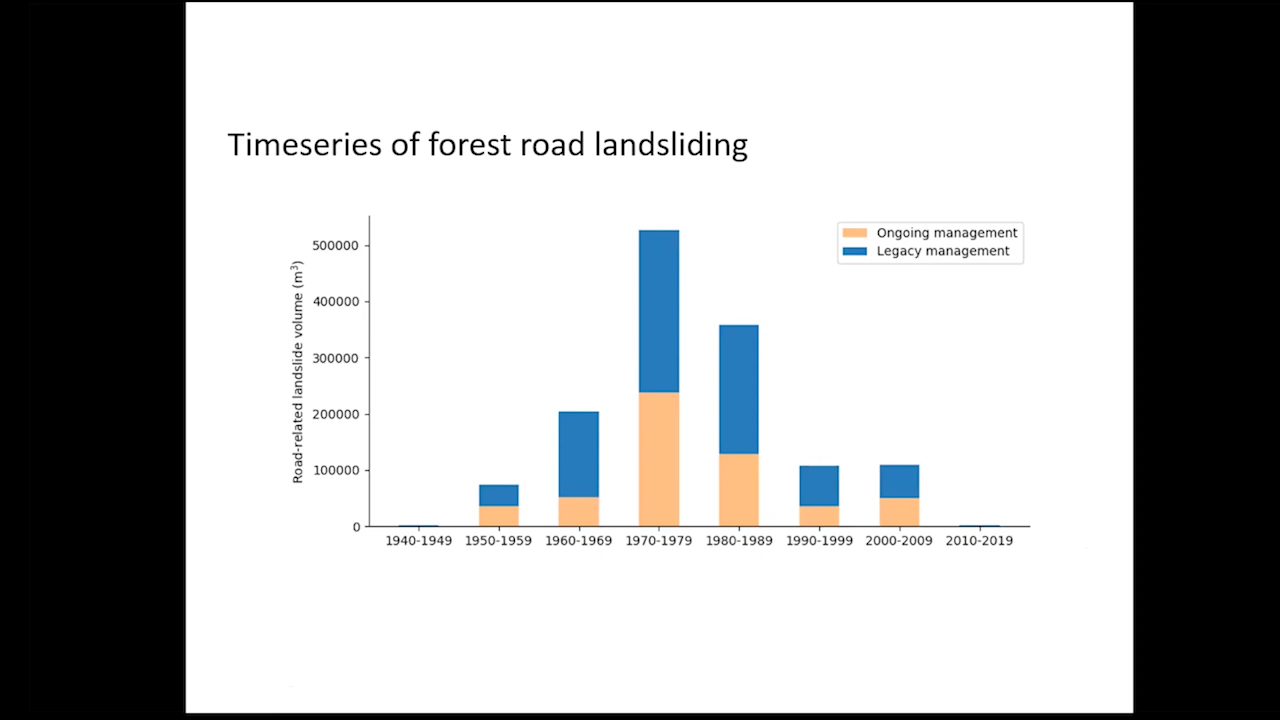 Timeseries of forest road landsliding
Ongoing management
Legacy management
Road-related landslide volume (m³)
500000
400000
300000
200000
100000
0
1940-1949 1950-1959 1960-1969 1970-1979 1980-1989 1990-1999 2000-2009 2010-2019